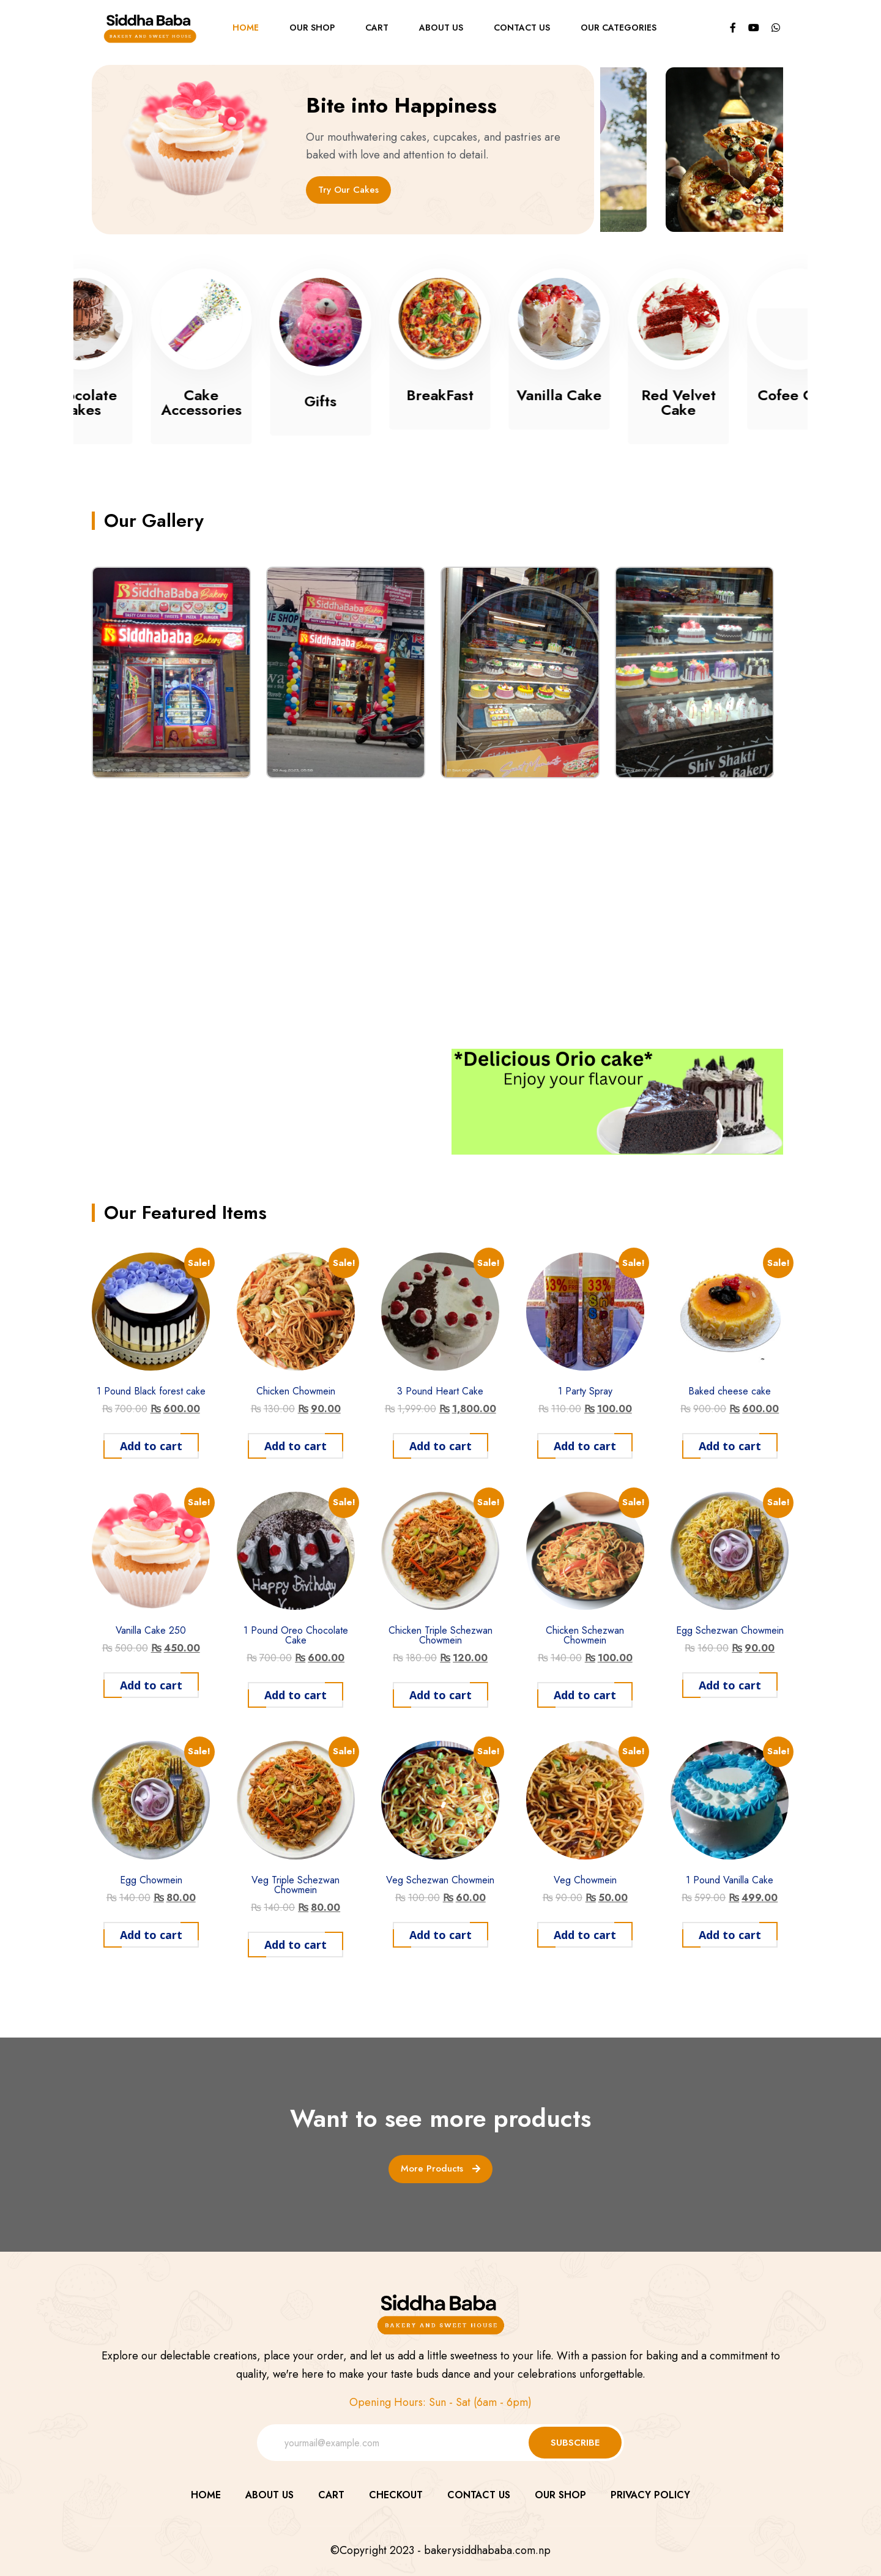 Siddha Baba
BAKERY AND SWEET HOUSE
HOME
OUR SHOP
CART
ABOUT US
CONTACT US
OUR CATEGORIES
Bite into Happiness
Our mouthwatering cakes, cupcakes, and pastries are
baked with love and attention to detail.
Try Our Cakes
Cake
Accessories
Gifts
BreakFast
Vanilla Cake
Red Velvet
Cake
Cofee
Our Gallery
SiddhaBaba
Bakery
Siddhababa Bakery
SiddhaBaba
Bakery
Siddhababa Bakery
Shiv Shakti
& Bakery
*Delicious Orio cake*
Enjoy your flavour
Our Featured Items
Sale!
Sale!
Sale!
Sale!
Sale!
33%
33%
1 Pound Black forest cake
₨ 700.00 ₨ 600.00
Add to cart
Chicken Chowmein
₨ 130.00 ₨ 90.00
Add to cart
3 Pound Heart Cake
₨ 1,999.00 ₨ 1,800.00
Add to cart
1 Party Spray
₨ 110.00 ₨ 100.00
Add to cart
Baked cheese cake
₨ 900.00 ₨ 600.00
Add to cart
Sale!
Sale!
Sale!
Sale!
Sale!
Happy Birthday
Vanilla Cake 250
₨ 500.00 ₨ 450.00
Add to cart
1 Pound Oreo Chocolate
Cake
₨ 700.00 ₨ 600.00
Add to cart
Chicken Triple Schezwan
Chowmein
₨ 180.00 ₨ 120.00
Add to cart
Chicken Schezwan
Chowmein
₨ 140.00 ₨ 100.00
Add to cart
Egg Schezwan Chowmein
₨ 160.00 ₨ 90.00
Add to cart
Sale!
Sale!
Sale!
Sale!
Sale!
Egg Chowmein
₨ 140.00 ₨ 80.00
Add to cart
Veg Triple Schezwan
Chowmein
₨ 140.00 ₨ 80.00
Add to cart
Veg Schezwan Chowmein
₨ 100.00 ₨ 60.00
Add to cart
Veg Chowmein
₨ 90.00 ₨ 50.00
Add to cart
1 Pound Vanilla Cake
₨ 599.00 ₨ 499.00
Add to cart
Want to see more products
More Products
Siddha Baba
BAKERY AND SWEET HOUSE
Explore our delectable creations, place your order, and let us add a little sweetness to your life. With a passion for baking and a commitment to
quality, we're here to make your taste buds dance and your celebrations unforgettable.
Opening Hours: Sun - Sat (6am - 6pm)
yourmail@example.com
SUBSCRIBE
HOME
ABOUT US
CART
CHECKOUT
CONTACT US
OUR SHOP
PRIVACY POLICY
©Copyright 2023 - bakerysiddhababa.com.np